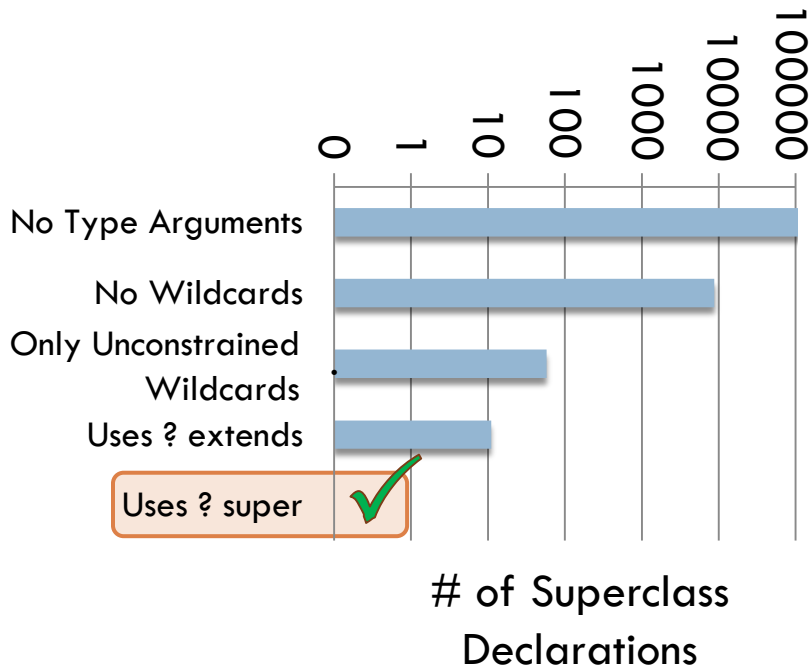 0
1
10
100
1000
10000
100000
No Type Arguments
No Wildcards
Only Unconstrained
Wildcards
Uses ? extends
Uses ? super
# of Superclass
Declarations